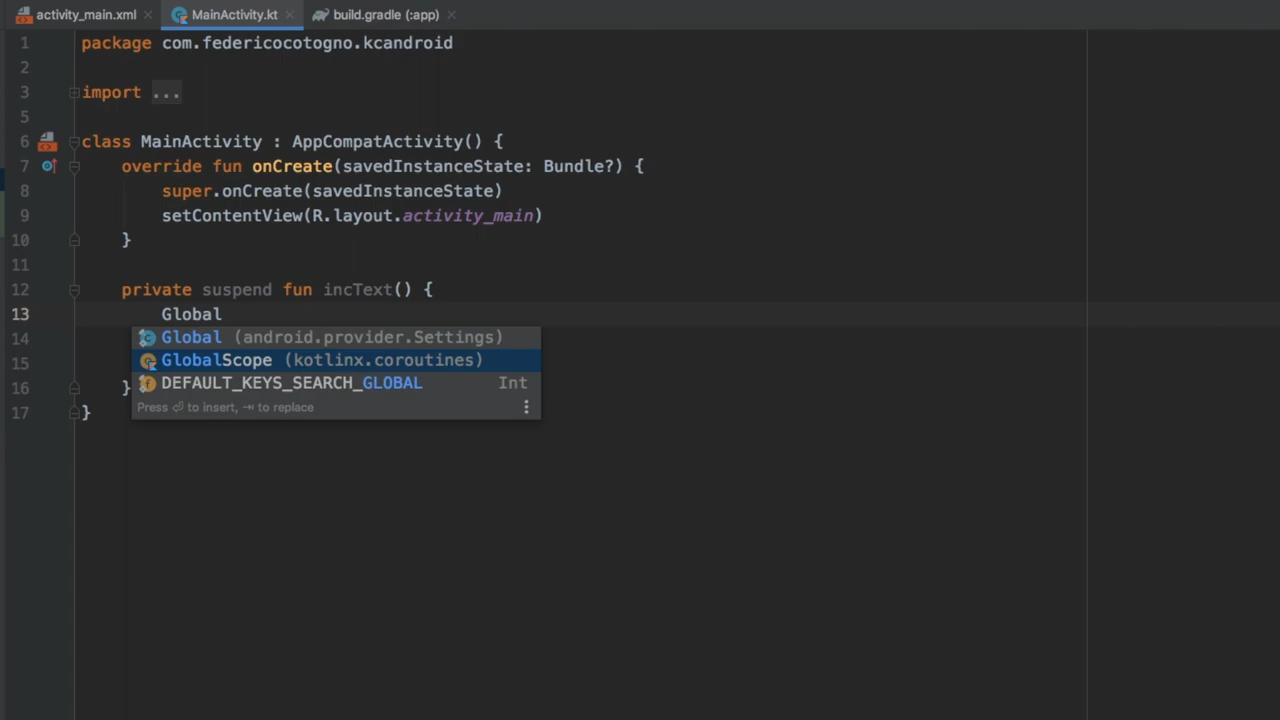 activity_main.xml MainActivity.kt build.gradle (:app)
1 package com.federicocotogno.kcandroid
2
3 import ...
5
6 class MainActivity : AppCompatActivity() {
7 override fun onCreate(savedInstanceState: Bundle?) {
8 super.onCreate(savedInstanceState)
9 setContentView(R.layout.activity_main)
10 }
11
12 private suspend fun incText() {
13 Global
14 Global (android.provider.Settings)
15 GlobalScope (kotlinx.coroutines)
16 } DEFAULT_KEYS_SEARCH_GLOBAL Int
Press ⏎ to insert, ⇥ to replace
17 }